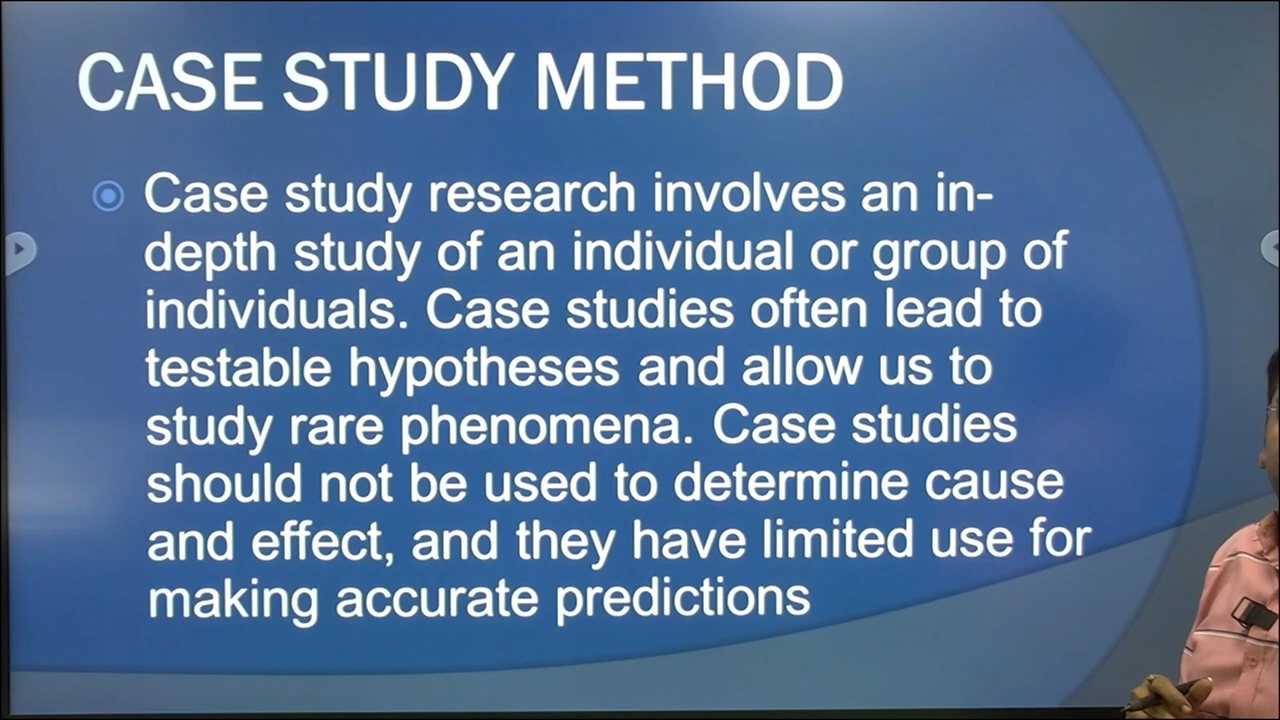 CASE STUDY METHOD
Case study research involves an in-
depth study of an individual or group of
individuals. Case studies often lead to
testable hypotheses and allow us to
study rare phenomena. Case studies
should not be used to determine cause
and effect, and they have limited use for
making accurate predictions